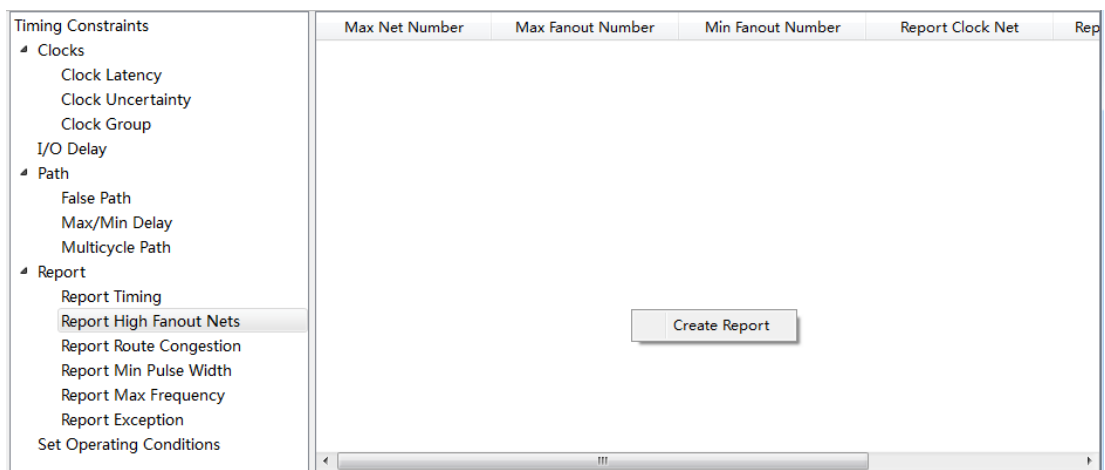 Timing Constraints
Clocks
Clock Latency
Clock Uncertainty
Clock Group
I/O Delay
Path
False Path
Max/Min Delay
Multicycle Path
Report
Report Timing
Report High Fanout Nets
Report Route Congestion
Report Min Pulse Width
Report Max Frequency
Report Exception
Set Operating Conditions
Max Net Number Max Fanout Number Min Fanout Number Report Clock Net Rep
Create Report